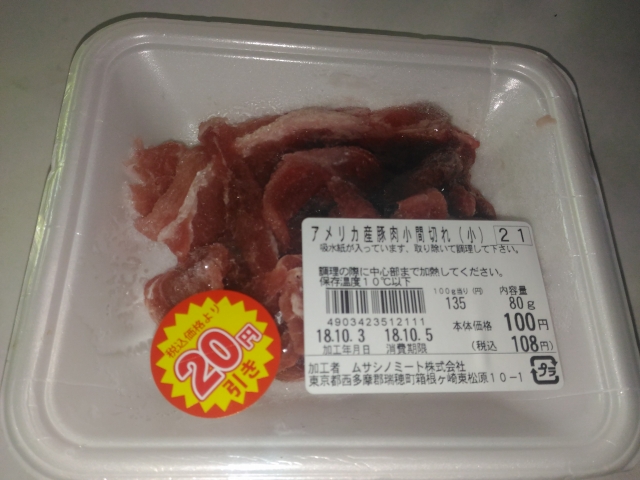 アメリカ産豚肉小間切れ(小) 21
吸水紙が入っています、取り除いて調理して下さい。
調理の際に中心部まで加熱してください。
保存温度10℃以下
100g当り(円) 内容量
135 80g
4903423512111
18.10.3 18.10.5 本体価格 100円
加工年月日 消費期限 (税込 108円)
加工者 ムサシノミート株式会社
東京都西多摩郡瑞穂町箱根ヶ崎東松原10-1
プラ
税込価格より
20円
引き